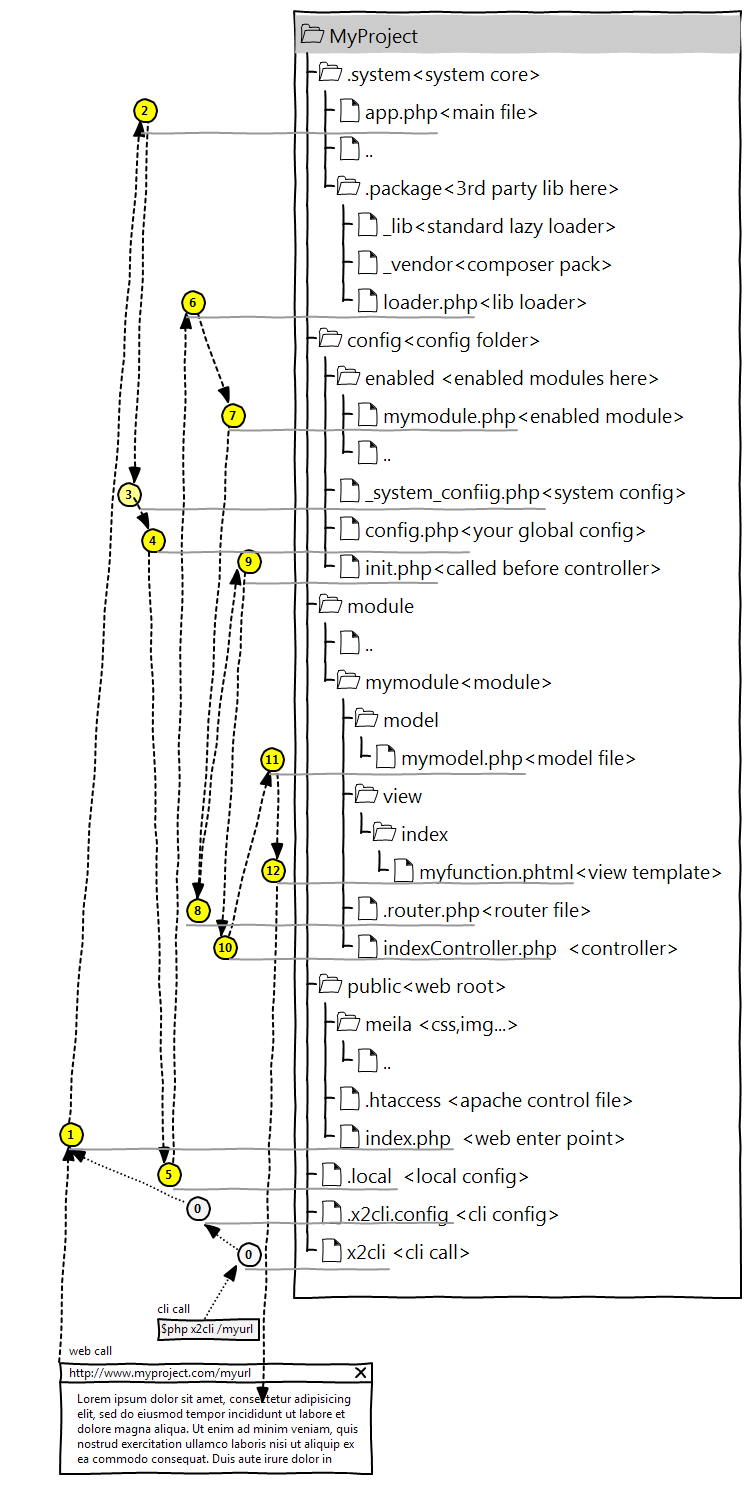 MyProject
.system<system core>
2
app.php<main file>
..
.package<3rd party lib here>
_lib<standard lazy loader>
_vendor<composer pack>
6
loader.php<lib loader>
config<config folder>
enabled <enabled modules here>
7
mymodule.php<enabled module>
..
3
_system_confiig.php<system config>
4
config.php<your global config>
9
init.php<called before controller>
module
..
mymodule<module>
model
11
mymodel.php<model file>
view
index
12
myfunction.phtml<view template>
8
.router.php<router file>
10
indexController.php <controller>
public<web root>
meila <css,img...>
..
.htaccess <apache control file>
1
index.php <web enter point>
5
.local <local config>
0
.x2cli.config <cli config>
0
x2cli <cli call>
cli call
$php x2cli /myurl
web call
http://www.myproject.com/myurl
Lorem ipsum dolor sit amet, consectetur adipisicing
elit, sed do eiusmod tempor incididunt ut labore et
dolore magna aliqua. Ut enim ad minim veniam, quis
nostrud exercitation ullamco laboris nisi ut aliquip ex
ea commodo consequat. Duis aute irure dolor in